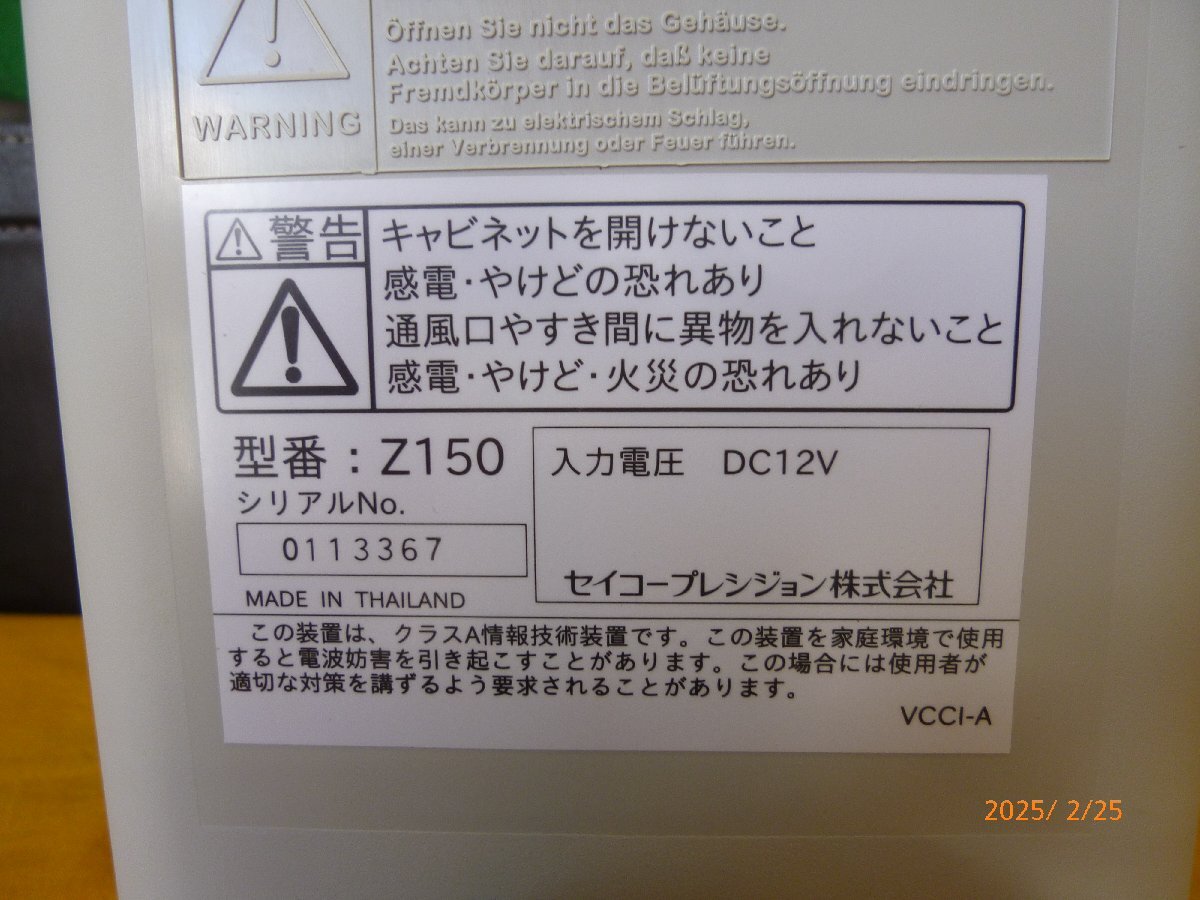 Öffnen Sie nicht das Gehäuse.
Achten Sie darauf, daß keine
Fremdkörper in die Belüftungsöffnung eindringen.
WARNING
Das kann zu elektrischem Schlag,
einer Verbrennung oder Feuer führen.
警告
キャビネットを開けないこと
感電・やけどの恐れあり
通風口やすき間に異物を入れないこと
感電・やけど・火災の恐れあり
型番：Z150
シリアルNo.
0113367
MADE IN THAILAND
入力電圧 DC12V
セイコープレシジョン株式会社
この装置は、クラスA情報技術装置です。この装置を家庭環境で使用
すると電波妨害を引き起こすことがあります。この場合には使用者が
適切な対策を講ずるよう要求されることがあります。
VCCI-A
2025/ 2/25